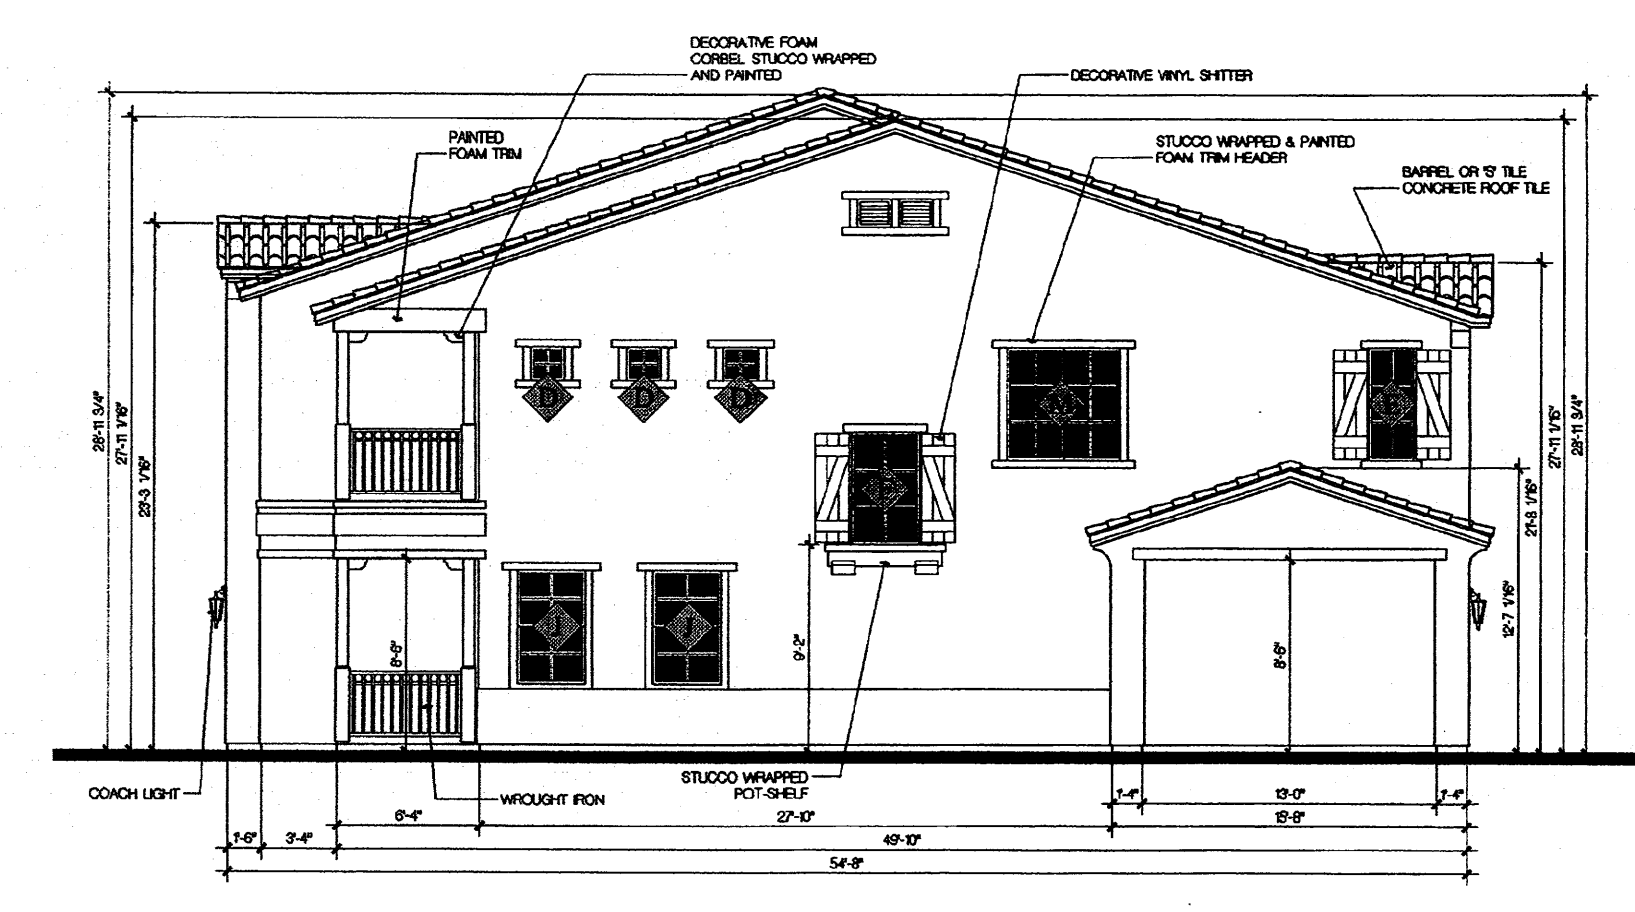 DECORATIVE FOAM
CORBEL STUCCO WRAPPED
AND PAINTED
DECORATIVE VINYL SHTTER
PAINTED
FOAM TRIM
STUCCO WRAPPED & PAINTED
FOAM TRIM HEADER
BARREL OR 'S' TILE
CONCRETE ROOF TILE
28'-11 3/4"
27'-11 1/16"
23'-3 1/16"
D
D
D
M
E
F
J
J
8'-6"
9'-2"
8'-6"
12'-7 1/16"
21'-8 1/16"
27'-11 1/16"
28'-11 3/4"
COACH LIGHT
WROUGHT IRON
STUCCO WRAPPED
POT-SHELF
1'-4"
13'-0"
1'-4"
6'-4"
27'-10"
15'-8"
1'-6"
3'-4"
49'-10"
54'-8"